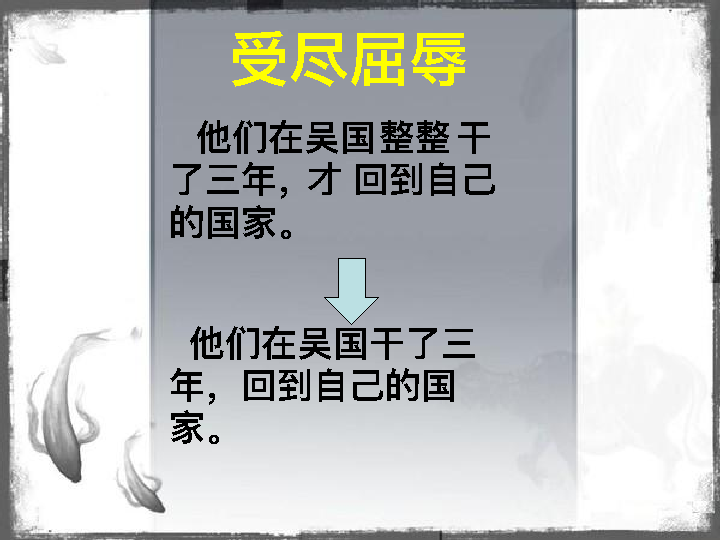 受尽屈辱
他们在吴国整整干
了三年，才 回到自己
的国家。
他们在吴国干了三
年，回到自己的国
家。